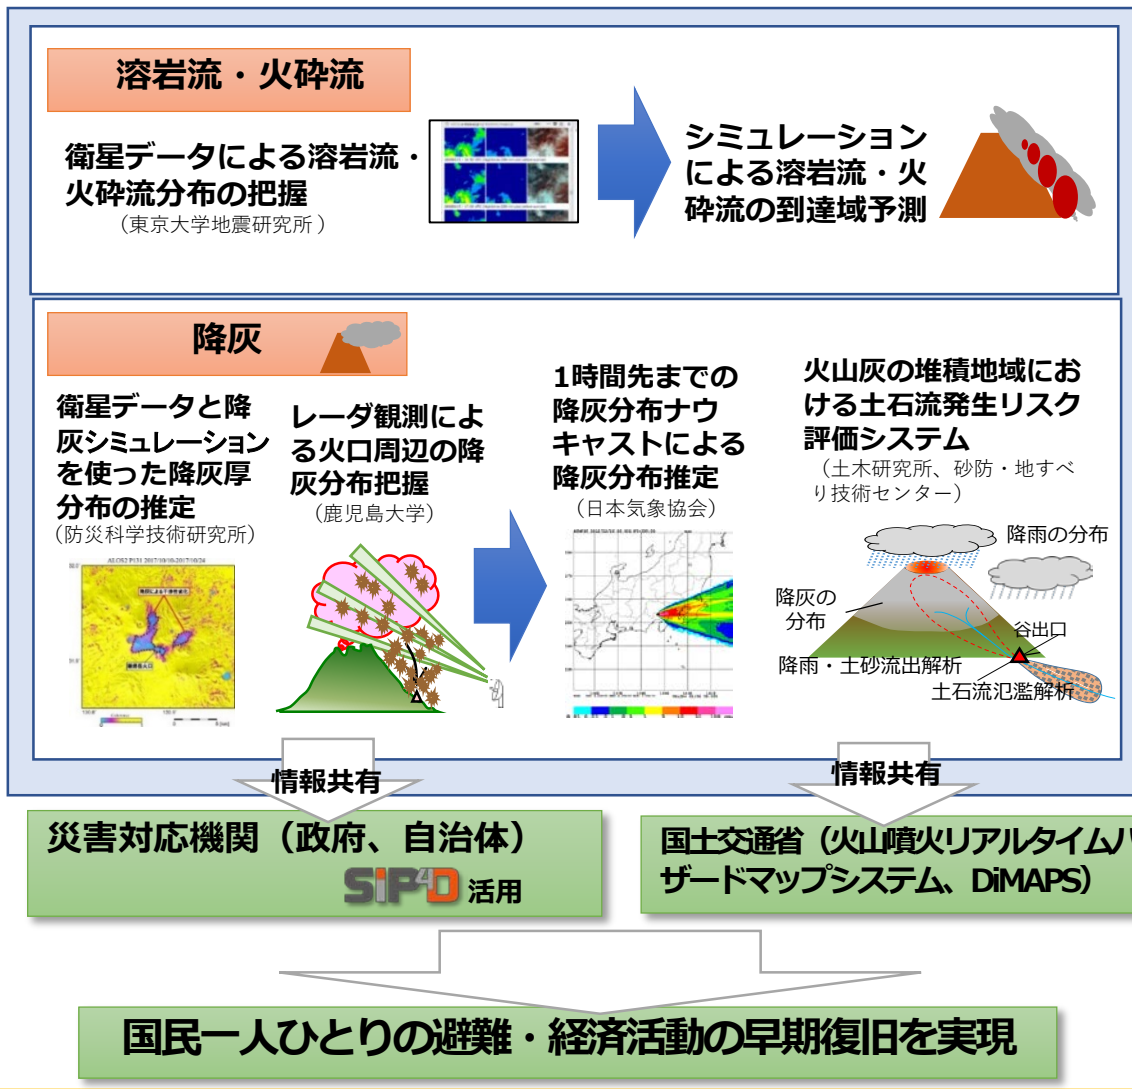 溶岩流・火砕流
衛星データによる溶岩流・
火砕流分布の把握
（東京大学地震研究所）
シミュレーション
による溶岩流・火
砕流の到達域予測
降灰
衛星データと降
灰シミュレーション
を使った降灰厚
分布の推定
（防災科学技術研究所）
レーダ観測によ
る火口周辺の降
灰分布把握
（鹿児島大学）
1時間先までの
降灰分布ナウ
キャストによる
降灰分布推定
（日本気象協会）
火山灰の堆積地域にお
ける土石流発生リスク
評価システム
（土木研究所、砂防・地すべ
り技術センター）
降雨の分布
降灰の
分布
谷出口
降雨・土砂流出解析
土石流氾濫解析
情報共有
情報共有
災害対応機関（政府、自治体）
SiP4D 活用
国土交通省（火山噴火リアルタイムハ
ザードマップシステム、DiMAPS）
国民一人ひとりの避難・経済活動の早期復旧を実現